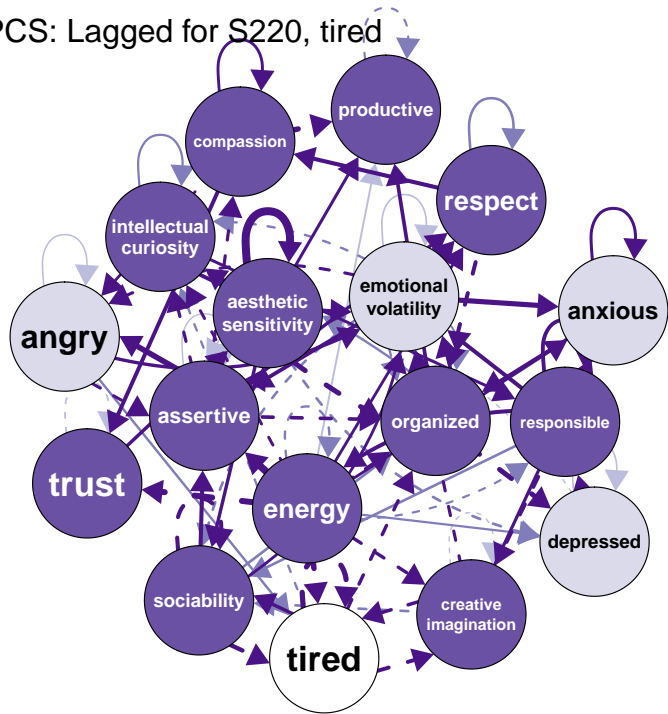 PCS: Lagged for S220, tired
productive
compassion
respect
intellectual
curiosity
emotional
volatility
aesthetic
sensitivity
anxious
angry
assertive
organized
responsible
trust
energy
depressed
sociability
creative
imagination
tired